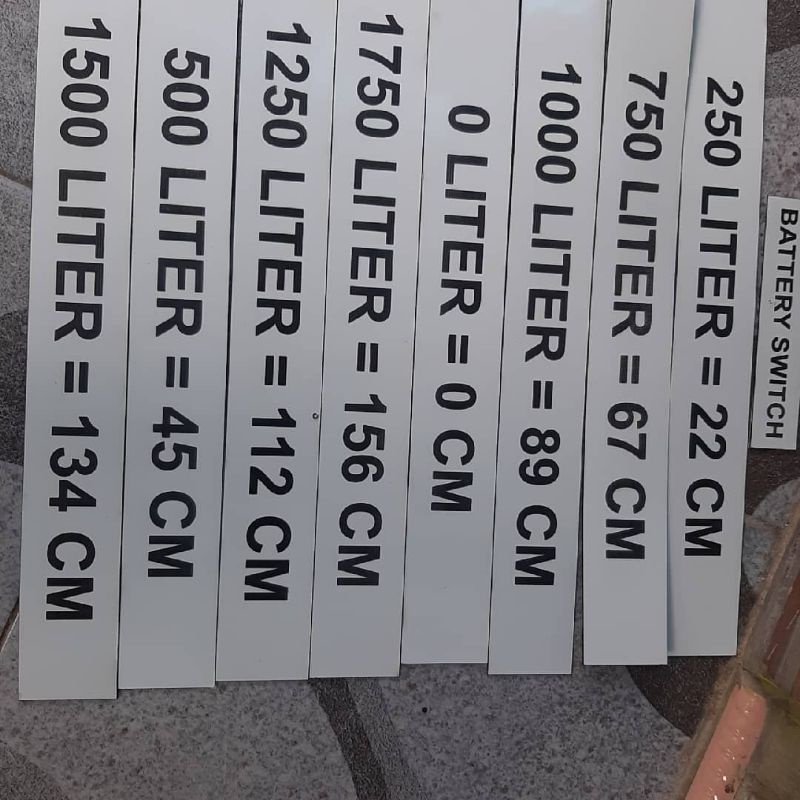 BATTERY SWITCH
250 LITER = 22 CM
750 LITER = 67 CM
1000 LITER = 89 CM
0 LITER = 0 CM
1750 LITER = 156 CM
1250 LITER = 112 CM
500 LITER = 45 CM
1500 LITER = 134 CM